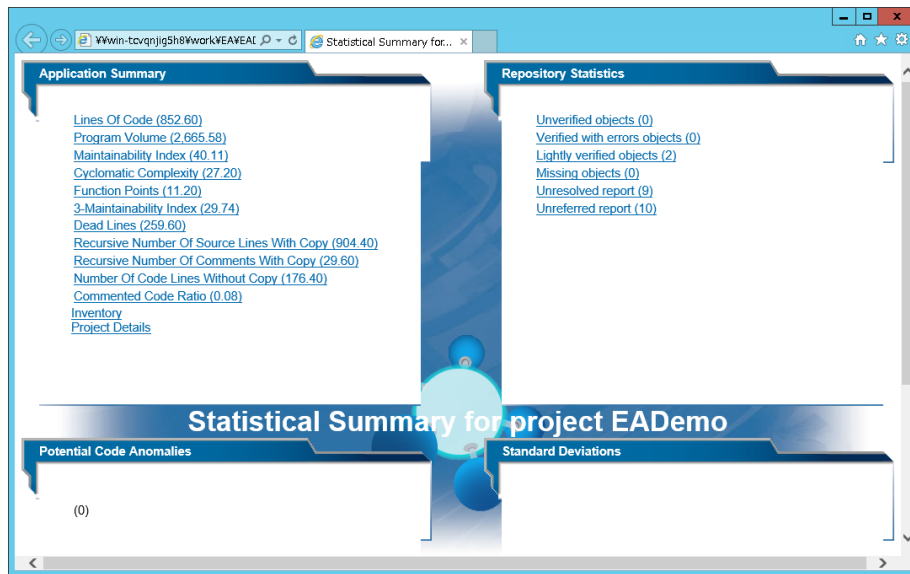 ¥¥win-tcvqnjig5h8¥work¥EA¥EAD
Statistical Summary for...
Application Summary
Lines Of Code (852.60)
Program Volume (2,665.58)
Maintainability Index (40.11)
Cyclomatic Complexity (27.20)
Function Points (11.20)
3-Maintainability Index (29.74)
Dead Lines (259.60)
Recursive Number Of Source Lines With Copy (904.40)
Recursive Number Of Comments With Copy (29.60)
Number Of Code Lines Without Copy (176.40)
Commented Code Ratio (0.08)
Inventory
Project Details
Repository Statistics
Unverified objects (0)
Verified with errors objects (0)
Lightly verified objects (2)
Missing objects (0)
Unresolved report (9)
Unreferred report (10)
Statistical Summary for project EADemo
Potential Code Anomalies
(0)
Standard Deviations